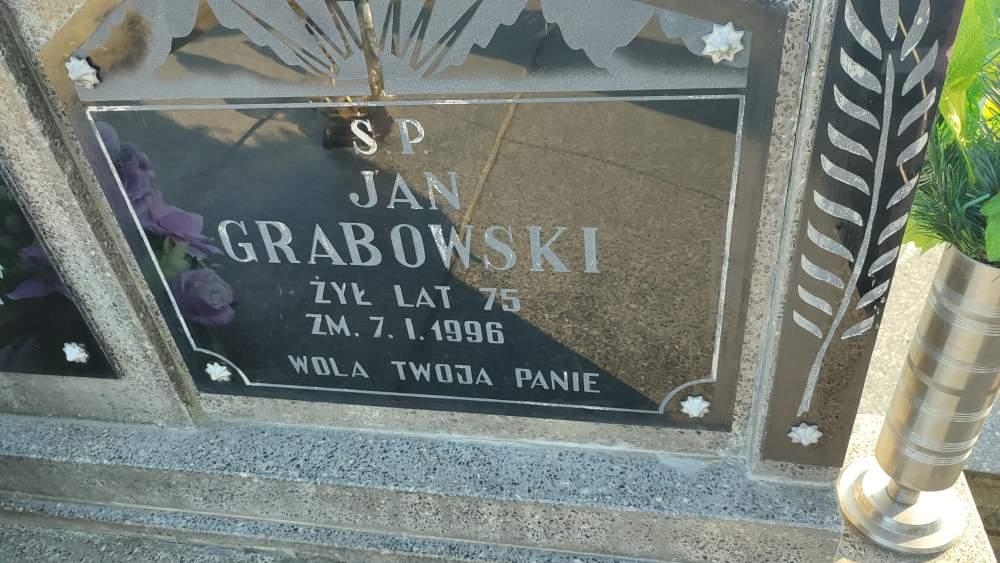 S.P.
JAN
GRABOWSKI
ŻYŁ LAT 75
ZM. 7. I. 1996
WOLA TWOJA PANIE